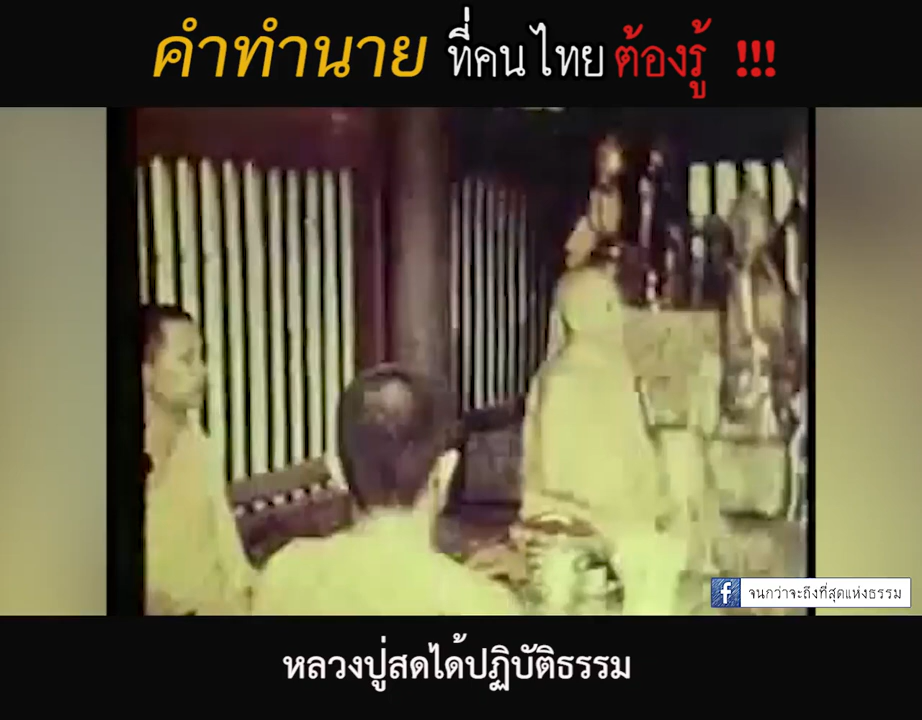 คำทำนาย ที่คนไทย ต้องรู้ !!!
จนกว่าจะถึงที่สุดแห่งธรรม
หลวงปู่สดได้ปฏิบัติธรรม